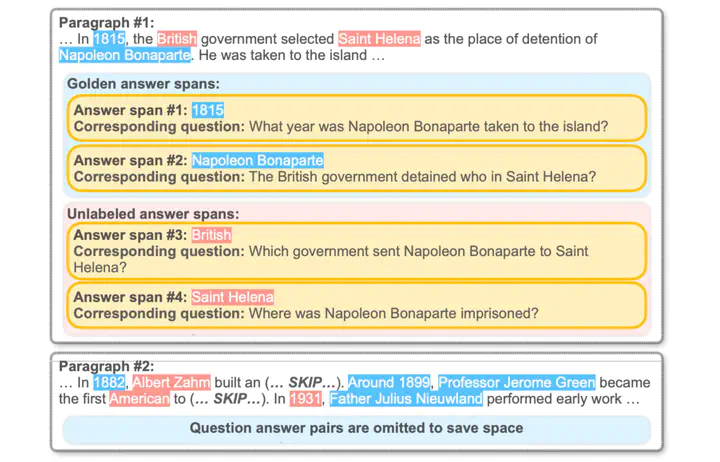 Paragraph #1:
... In 1815, the British government selected Saint Helena as the place of detention of
Napoleon Bonaparte. He was taken to the island ...
Golden answer spans:
Answer span #1: 1815
Corresponding question: What year was Napoleon Bonaparte taken to the island?
Answer span #2: Napoleon Bonaparte
Corresponding question: The British government detained who in Saint Helena?
Unlabeled answer spans:
Answer span #3: British
Corresponding question: Which government sent Napoleon Bonaparte to Saint
Helena?
Answer span #4: Saint Helena
Corresponding question: Where was Napoleon Bonaparte imprisoned?
Paragraph #2:
... In 1882, Albert Zahm built an (... SKIP...). Around 1899, Professor Jerome Green became
the first American to (... SKIP...). In 1931, Father Julius Nieuwland performed early work ...
Question answer pairs are omitted to save space